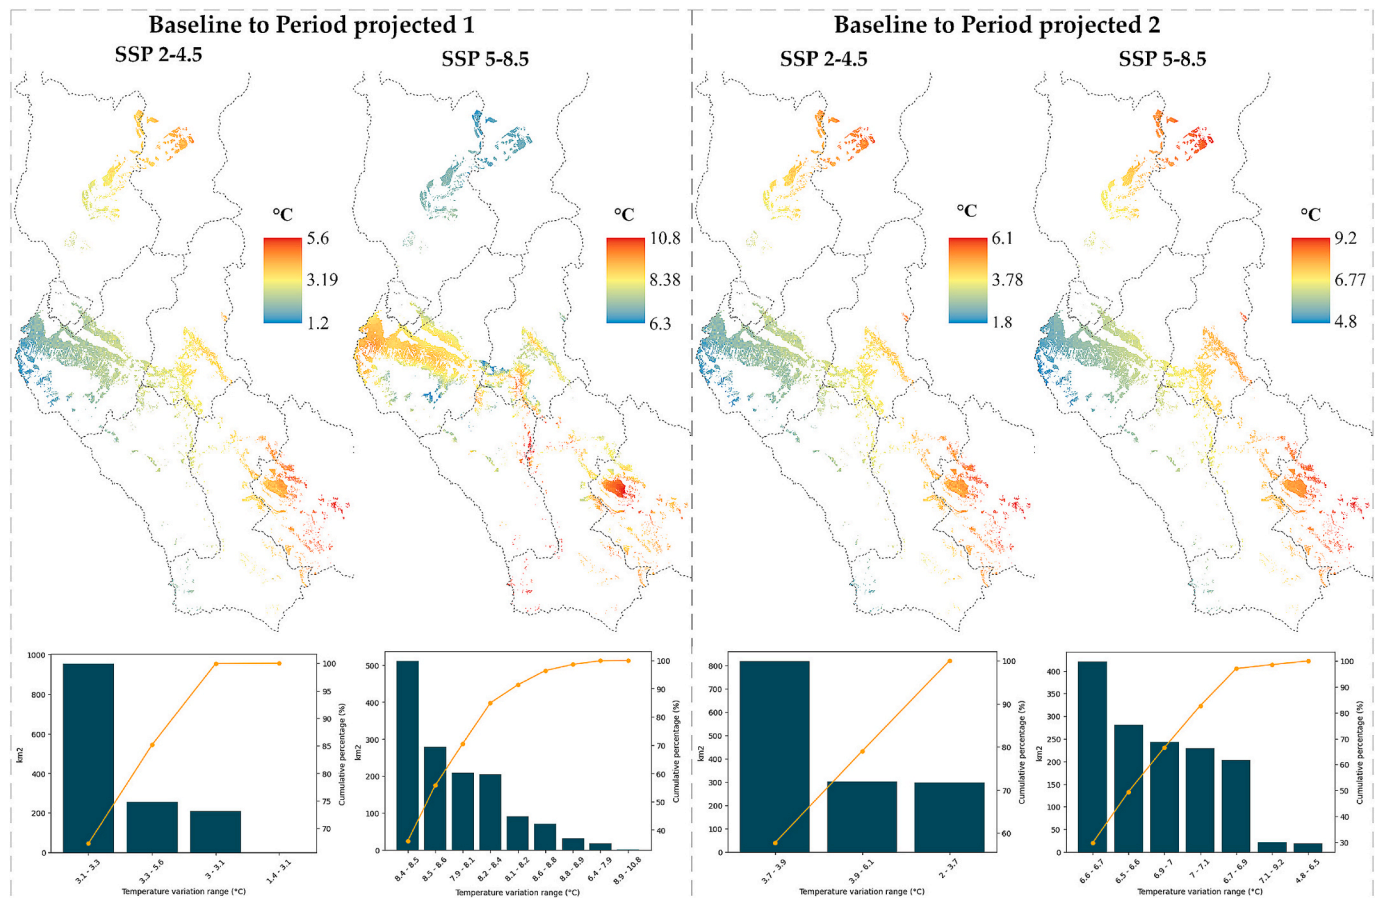 Baseline to Period projected 1
Baseline to Period projected 2
SSP 2-4.5
SSP 5-8.5
SSP 2-4.5
SSP 5-8.5
°C
5.6
3.19
1.2
°C
10.8
8.38
6.3
°C
6.1
3.78
1.8
°C
9.2
6.77
4.8
1000
800
600
400
200
0
km2
100
95
90
85
80
75
70
Cumulative percentage (%)
3.1 - 3.3
3.3 - 5.6
3 - 3.1
1.4 - 3.1
Temperature variation range (°C)
500
400
300
200
100
0
km2
100
90
80
70
60
50
40
Cumulative percentage (%)
8.4 - 8.5
8.5 - 8.6
7.9 - 8.1
8.2 - 8.4
8.1 - 8.2
8.6 - 8.8
8.8 - 8.9
6.4 - 7.9
8.9 - 10.8
Temperature variation range (°C)
800
700
600
500
400
300
200
100
0
km2
100
90
80
70
60
Cumulative percentage (%)
3.7 - 3.9
3.9 - 6.1
2 - 3.7
Temperature variation range (°C)
400
350
300
250
200
150
100
50
0
km2
100
90
80
70
60
50
40
30
Cumulative percentage (%)
6.6 - 6.7
6.5 - 6.6
6.9 - 7
7 - 7.1
6.7 - 6.9
7.1 - 9.2
4.8 - 6.5
Temperature variation range (°C)